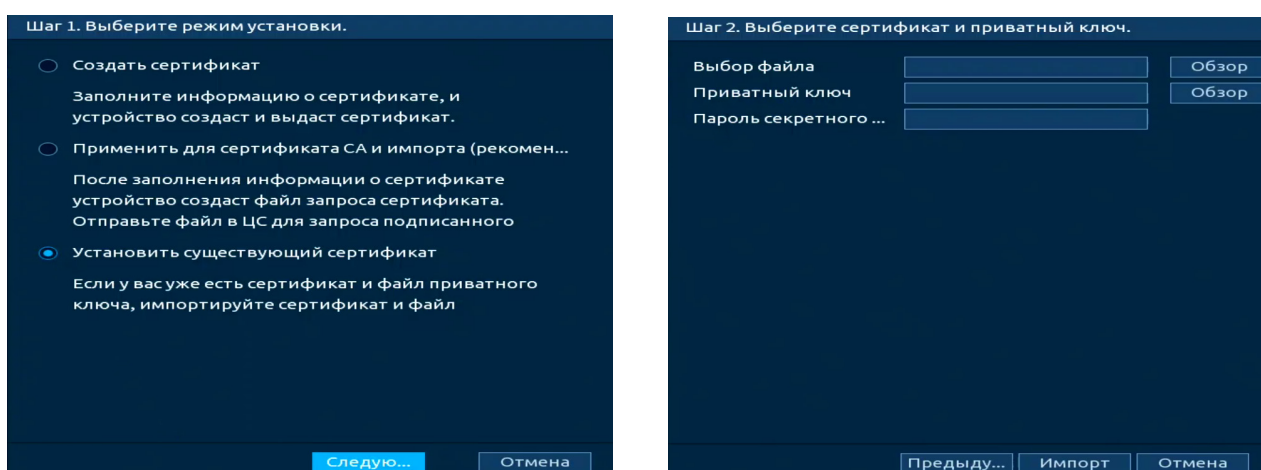 Шаг 1. Выберите режим установки.
Создать сертификат
Заполните информацию о сертификате, и
устройство создаст и выдаст сертификат.
Применить для сертификата CA и импорта (рекомен...
После заполнения информации о сертификате
устройство создаст файл запроса сертификата.
Отправьте файл в ЦС для запроса подписанного
Установить существующий сертификат
Если у вас уже есть сертификат и файл приватного
ключа, импортируйте сертификат и файл
Следую...
Отмена
Шаг 2. Выберите сертификат и приватный ключ.
Выбор файла
Обзор
Приватный ключ
Обзор
Пароль секретного ...
Предыду...
Импорт
Отмена